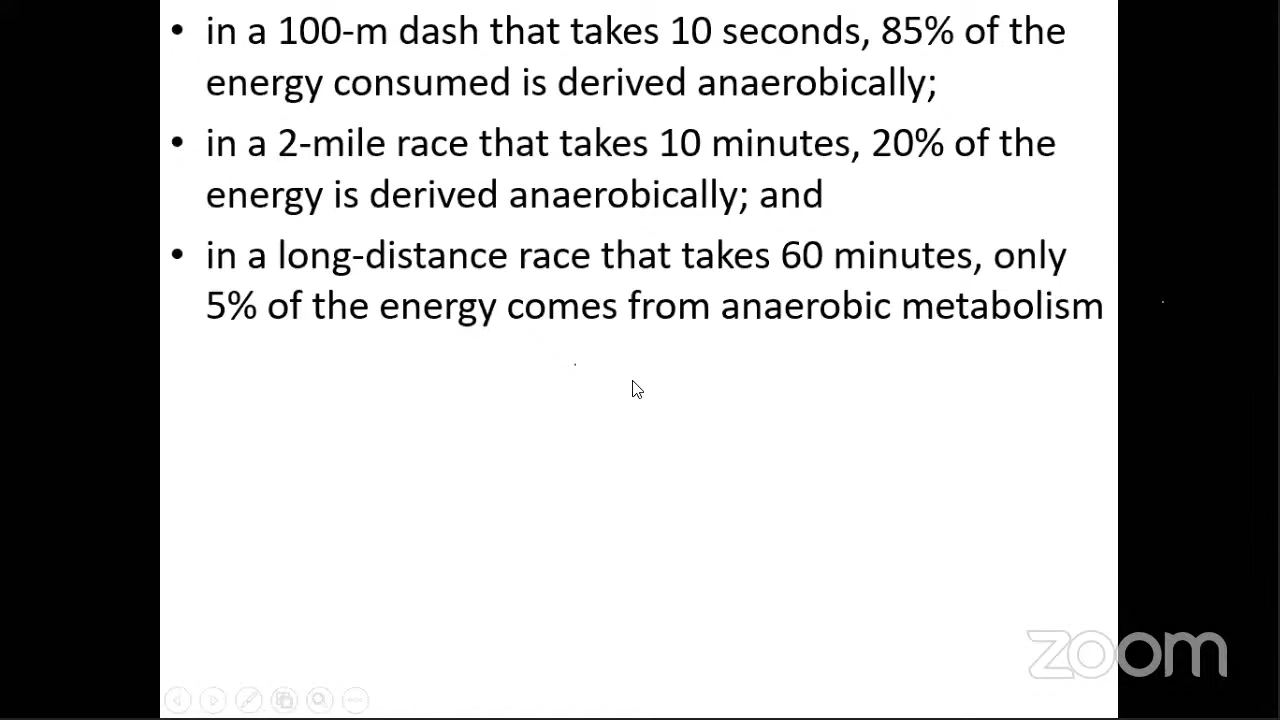 • in a 100-m dash that takes 10 seconds, 85% of the
energy consumed is derived anaerobically;
• in a 2-mile race that takes 10 minutes, 20% of the
energy is derived anaerobically; and
• in a long-distance race that takes 60 minutes, only
5% of the energy comes from anaerobic metabolism
zoom